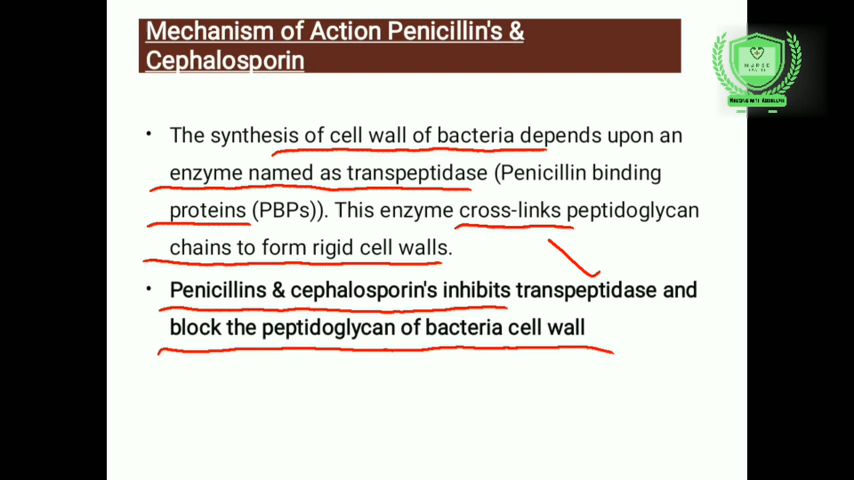 Mechanism of Action Penicillin's &
Cephalosporin
NURSE
• The synthesis of cell wall of bacteria depends upon an
enzyme named as transpeptidase (Penicillin binding
proteins (PBPs)). This enzyme cross-links peptidoglycan
chains to form rigid cell walls.
• Penicillins & cephalosporin's inhibits transpeptidase and
block the peptidoglycan of bacteria cell wall